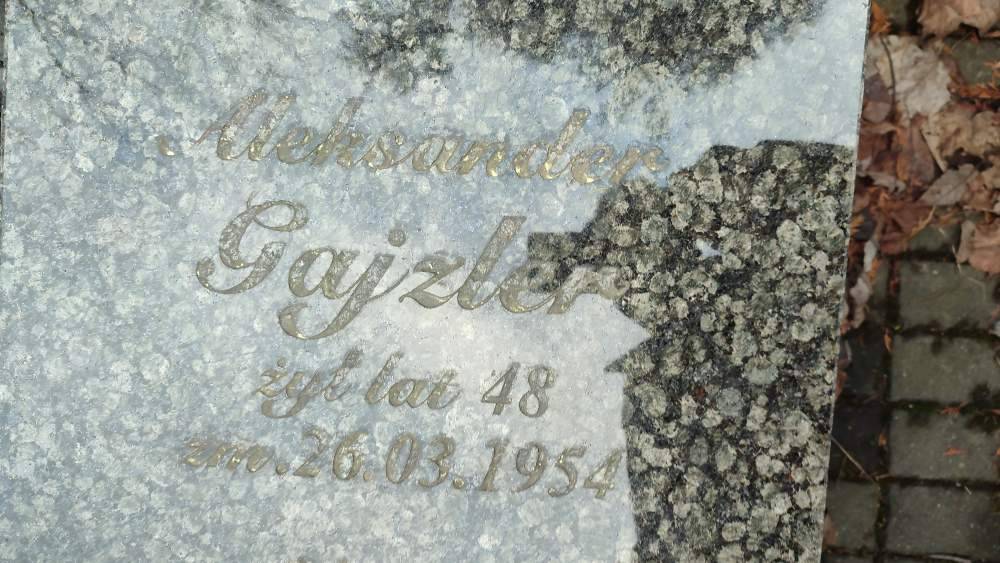 Aleksander
Gajzler
żył lat 48
zm. 26.03.1954